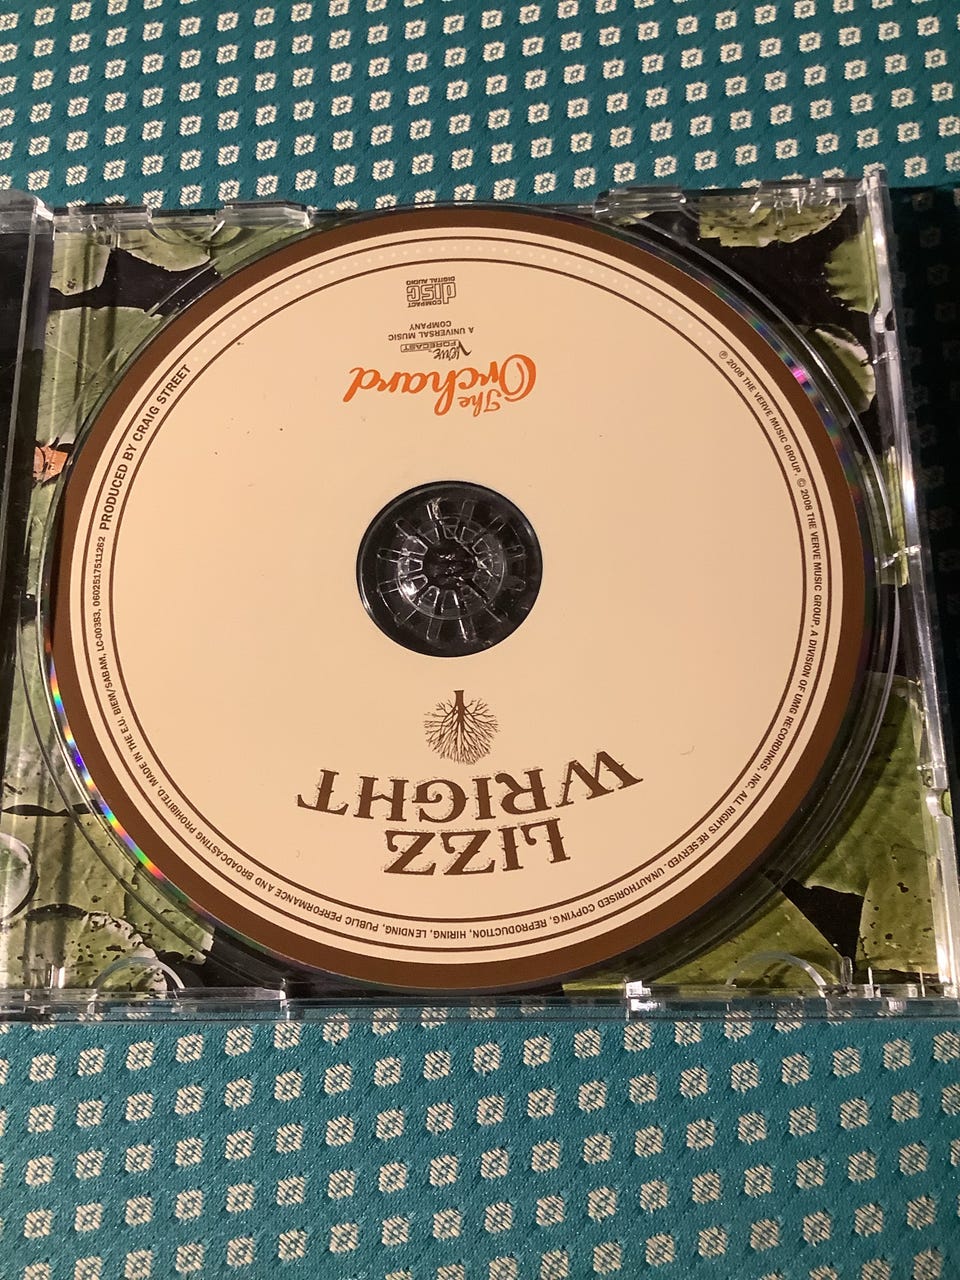 LIZZ
WRIGHT
The
Orchard
Verve
FORECAST
A UNIVERSAL MUSIC
COMPANY
COMPACT
disc
DIGITAL AUDIO
PRODUCED BY CRAIG STREET
℗ 2008 THE VERVE MUSIC GROUP. © 2008 THE VERVE MUSIC GROUP, A DIVISION OF UMG RECORDINGS, INC. ALL RIGHTS RESERVED. UNAUTHORISED COPYING, REPRODUCTION, HIRING, LENDING, PUBLIC PERFORMANCE AND BROADCASTING PROHIBITED. MADE IN THE E.U. BIEM/SABAM, LC-00383, 0602517511262